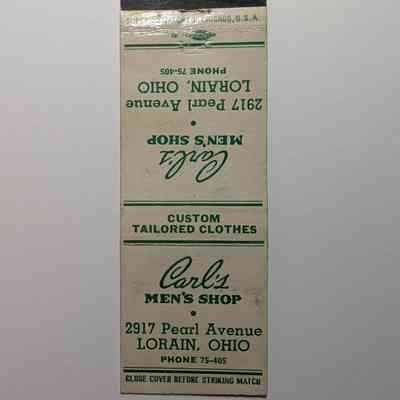 U.S.A.
PHONE 75-405
LORAIN, OHIO
2917 Pearl Avenue
•
MEN'S SHOP
Carl's
CUSTOM
TAILORED CLOTHES
Carl's
MEN'S SHOP
•
2917 Pearl Avenue
LORAIN, OHIO
PHONE 75-405
CLOSE COVER BEFORE STRIKING MATCH